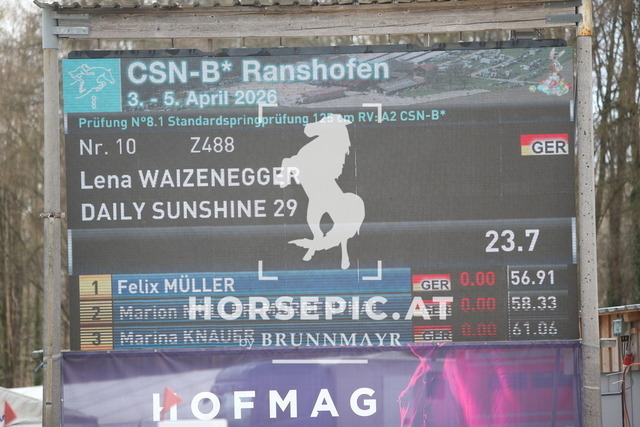 CSN-B* Ranshofen
3. - 5. April 2026
Prüfung N°8.1 Standardspringprüfung 125 cm RV: A2 CSN-B*
Nr. 10 Z488
GER
Lena WAIZENEGGER
DAILY SUNSHINE 29
23.7
1 Felix MÜLLER GER 0.00 56.91
2 Marion GER 0.00 58.33
3 Marina KNAUER GER 0.00 61.06
HORSEPIC.AT
by BRUNNMAYR
HOFMAG